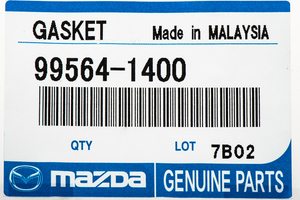 GASKET Made in MALAYSIA
99564-1400
QTY LOT 7B02
mazda GENUINE PARTS